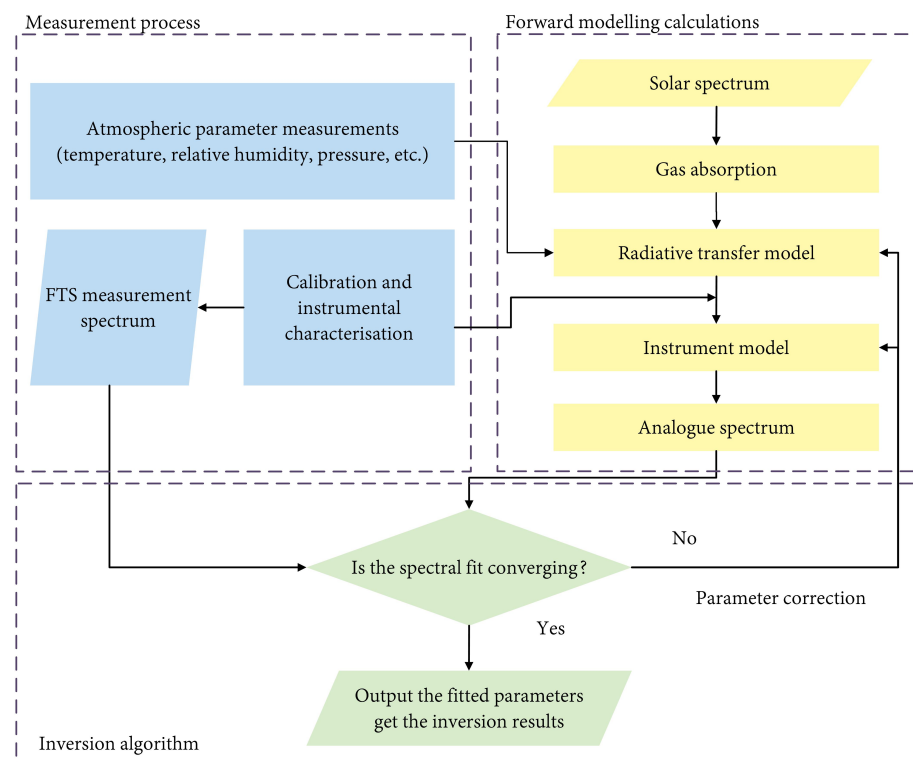 Measurement process
Atmospheric parameter measurements
(temperature, relative humidity, pressure, etc.)
FTS measurement
spectrum
Calibration and
instrumental
characterisation
Forward modelling calculations
Solar spectrum
Gas absorption
Radiative transfer model
Instrument model
Analogue spectrum
Is the spectral fit converging?
No
Parameter correction
Yes
Output the fitted parameters
get the inversion results
Inversion algorithm